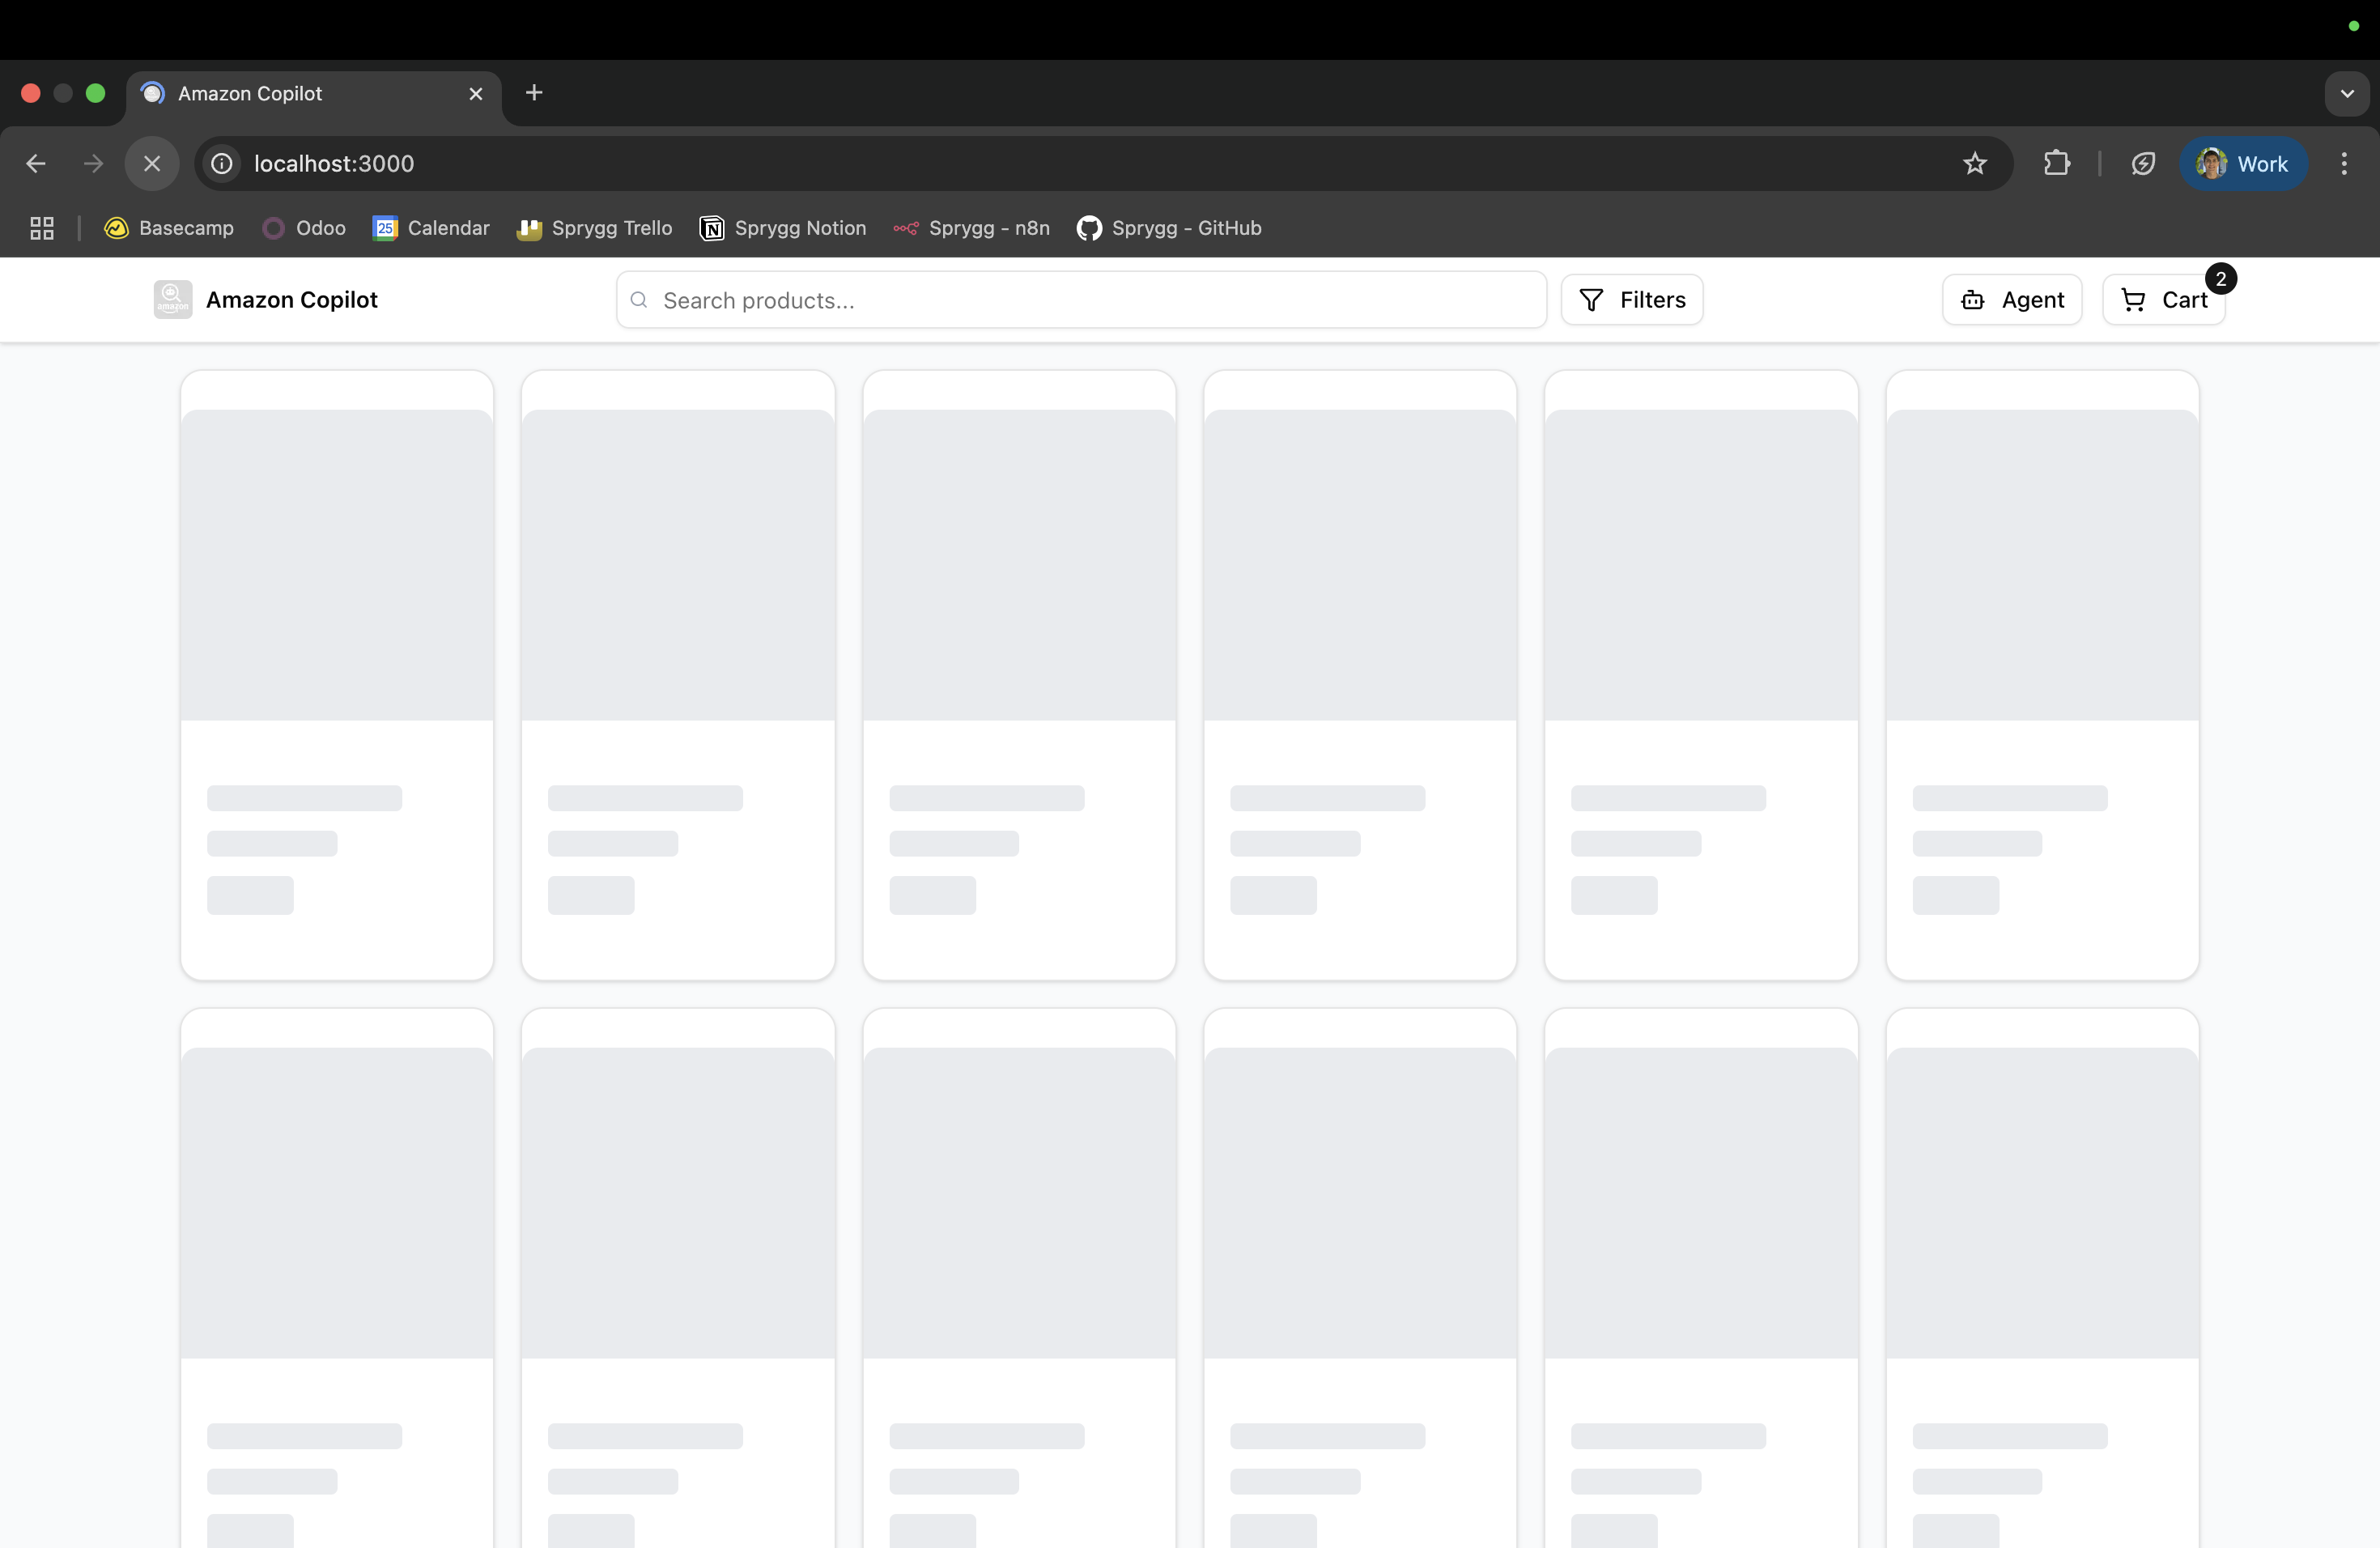 Amazon Copilot
localhost:3000
Work
Basecamp
Odoo
25
Calendar
Sprygg Trello
Sprygg Notion
Sprygg - n8n
Sprygg - GitHub
amazon
Amazon Copilot
Search products...
Filters
Agent
Cart
2